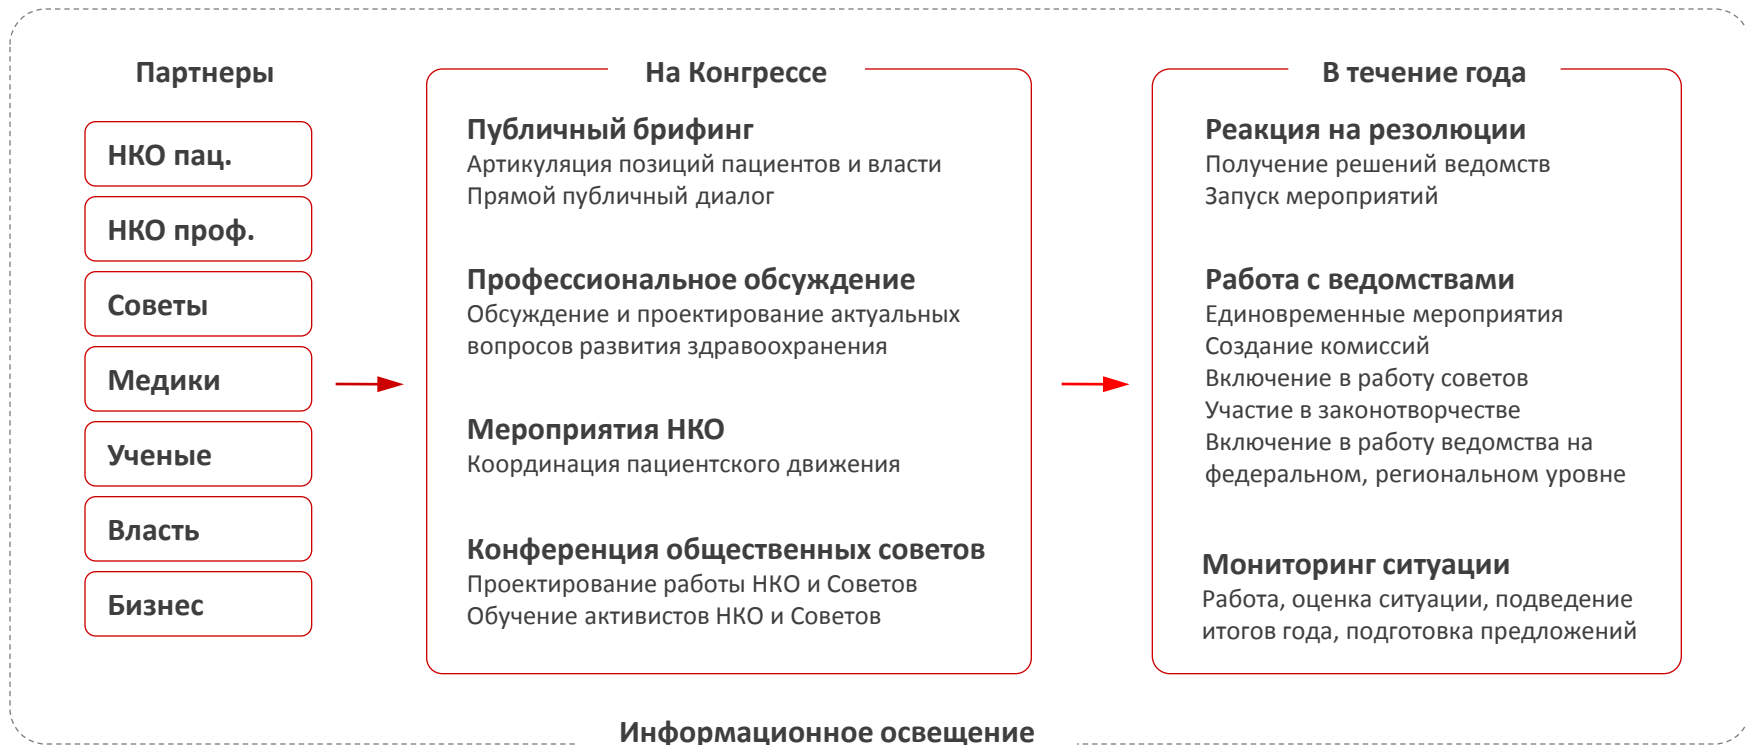 Партнеры
НКО пац.
НКО проф.
Советы
Медики
Ученые
Власть
Бизнес
На Конгрессе
Публичный брифинг
Артикуляция позиций пациентов и власти
Прямой публичный диалог
Профессиональное обсуждение
Обсуждение и проектирование актуальных
вопросов развития здравоохранения
Мероприятия НКО
Координация пациентского движения
Конференция общественных советов
Проектирование работы НКО и Советов
Обучение активистов НКО и Советов
В течение года
Реакция на резолюции
Получение решений ведомств
Запуск мероприятий
Работа с ведомствами
Единовременные мероприятия
Создание комиссий
Включение в работу советов
Участие в законотворчестве
Включение в работу ведомства на
федеральном, региональном уровне
Мониторинг ситуации
Работа, оценка ситуации, подведение
итогов года, подготовка предложений
Информационное освещение